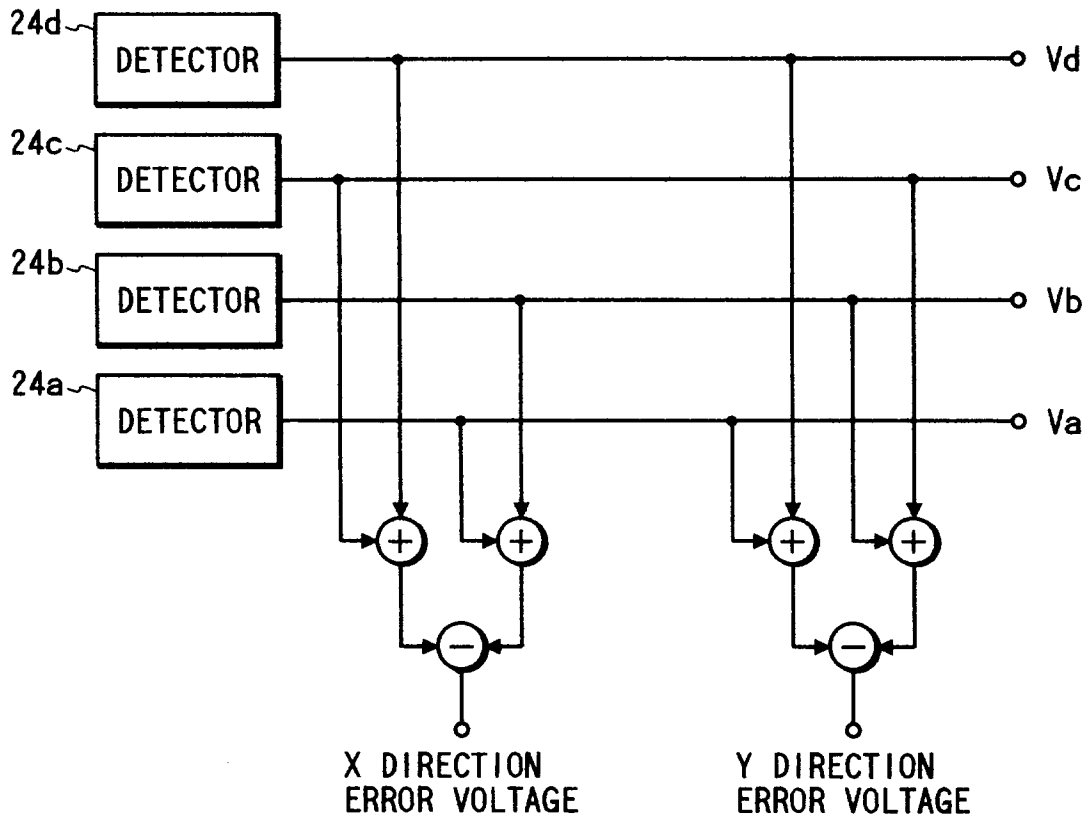 24d
DETECTOR
Vd
24c
DETECTOR
Vc
24b
DETECTOR
Vb
24a
DETECTOR
Va
+
+
+
+
−
−
X DIRECTION
ERROR VOLTAGE
Y DIRECTION
ERROR VOLTAGE